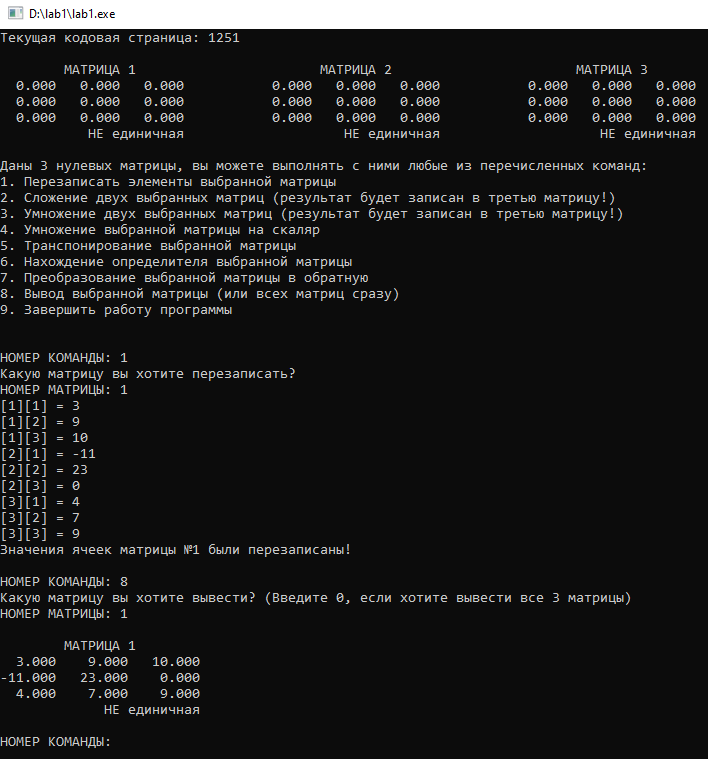 D:\lab1\lab1.exe
Текущая кодовая страница: 1251
МАТРИЦА 1 МАТРИЦА 2 МАТРИЦА 3
0.000 0.000 0.000 0.000 0.000 0.000 0.000 0.000 0.000
0.000 0.000 0.000 0.000 0.000 0.000 0.000 0.000 0.000
0.000 0.000 0.000 0.000 0.000 0.000 0.000 0.000 0.000
НЕ единичная НЕ единичная НЕ единичная
Даны 3 нулевых матрицы, вы можете выполнять с ними любые из перечисленных команд:
1. Перезаписать элементы выбранной матрицы
2. Сложение двух выбранных матриц (результат будет записан в третью матрицу!)
3. Умножение двух выбранных матриц (результат будет записан в третью матрицу!)
4. Умножение выбранной матрицы на скаляр
5. Транспонирование выбранной матрицы
6. Нахождение определителя выбранной матрицы
7. Преобразование выбранной матрицы в обратную
8. Вывод выбранной матрицы (или всех матриц сразу)
9. Завершить работу программы
НОМЕР КОМАНДЫ: 1
Какую матрицу вы хотите перезаписать?
НОМЕР МАТРИЦЫ: 1
[1][1] = 3
[1][2] = 9
[1][3] = 10
[2][1] = -11
[2][2] = 23
[2][3] = 0
[3][1] = 4
[3][2] = 7
[3][3] = 9
Значения ячеек матрицы №1 были перезаписаны!
НОМЕР КОМАНДЫ: 8
Какую матрицу вы хотите вывести? (Введите 0, если хотите вывести все 3 матрицы)
НОМЕР МАТРИЦЫ: 1
МАТРИЦА 1
3.000 9.000 10.000
-11.000 23.000 0.000
4.000 7.000 9.000
НЕ единичная
НОМЕР КОМАНДЫ: